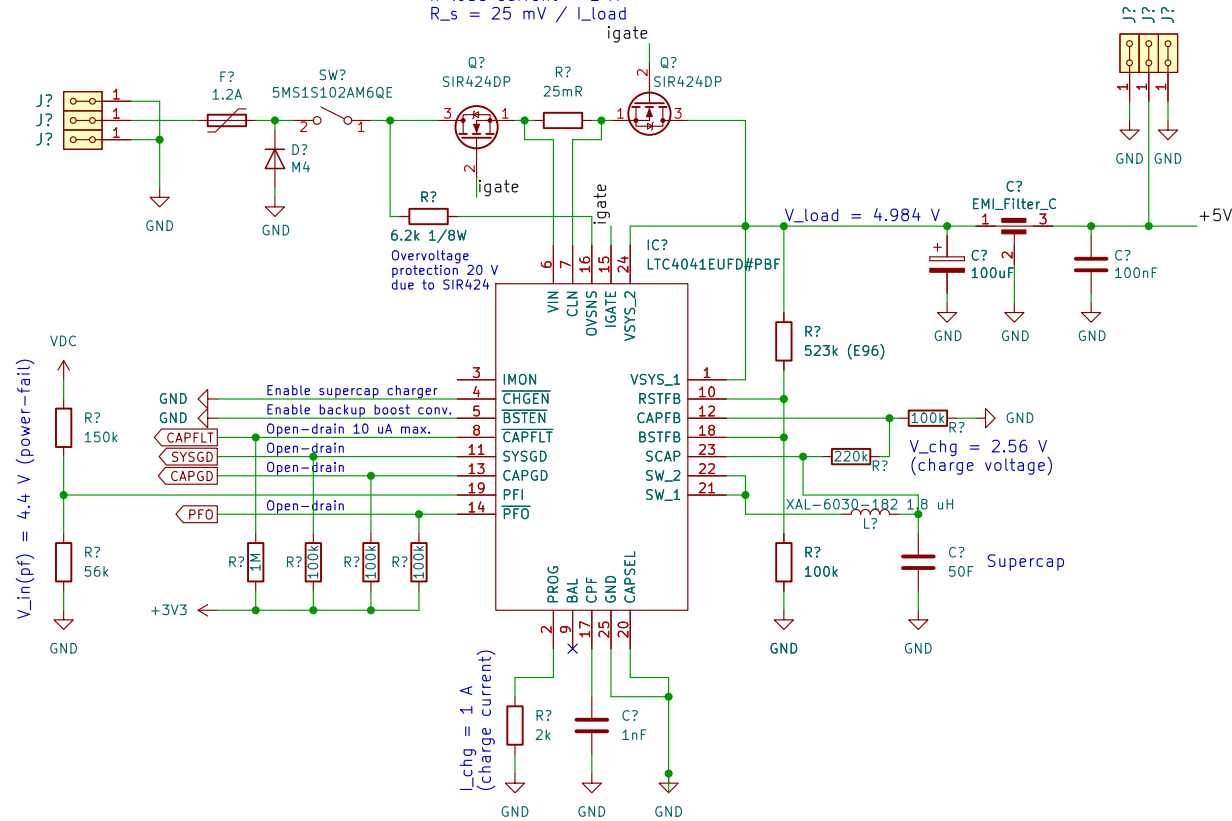 R_s = 25 mV / I_load
igate
J?
J?
J?
1
1
1
GND
F?
1.2A
SW?
5MS1S102AM6QE
2
1
D?
M4
GND
Q?
SIR424DP
3
1
2
igate
R?
25mR
Q?
SIR424DP
2
1
3
J?
J?
J?
1
1
1
GND
GND
R?
6.2k 1/8W
Overvoltage
protection 20 V
due to SIR424
igate
V_load = 4.984 V
C?
EMI_Filter_C
1
3
2
+5V
+
C?
100uF
C?
100nF
GND
GND
GND
IC?
LTC4041EUFD#PBF
6
7
16
15
24
VIN
CLN
OVSNS
IGATE
VSYS_2
R?
523k (E96)
VDC
R?
150k
V_in(pf) = 4.4 V (power-fail)
R?
56k
GND
GND
GND
Enable supercap charger
Enable backup boost conv.
Open-drain 10 uA max.
Open-drain
Open-drain
Open-drain
CAPFLT
SYSGD
CAPGD
PFO
3
IMON
4
CHGEN
5
BSTEN
8
CAPFLT
11
SYSGD
13
CAPGD
19
PFI
14
PFO
VSYS_1
1
RSTFB
10
CAPFB
12
BSTFB
18
SCAP
23
SW_2
22
SW_1
21
100k
R?
GND
220k
R?
V_chg = 2.56 V
(charge voltage)
XAL-6030-182 1.8 uH
L?
R?
1M
R?
100k
R?
100k
R?
100k
+3V3
R?
100k
GND
C?
50F
Supercap
GND
PROG
BAL
CPF
GND
CAPSEL
2
9
17
25
20
I_chg = 1 A
(charge current)
R?
2k
C?
1nF
GND
GND
GND